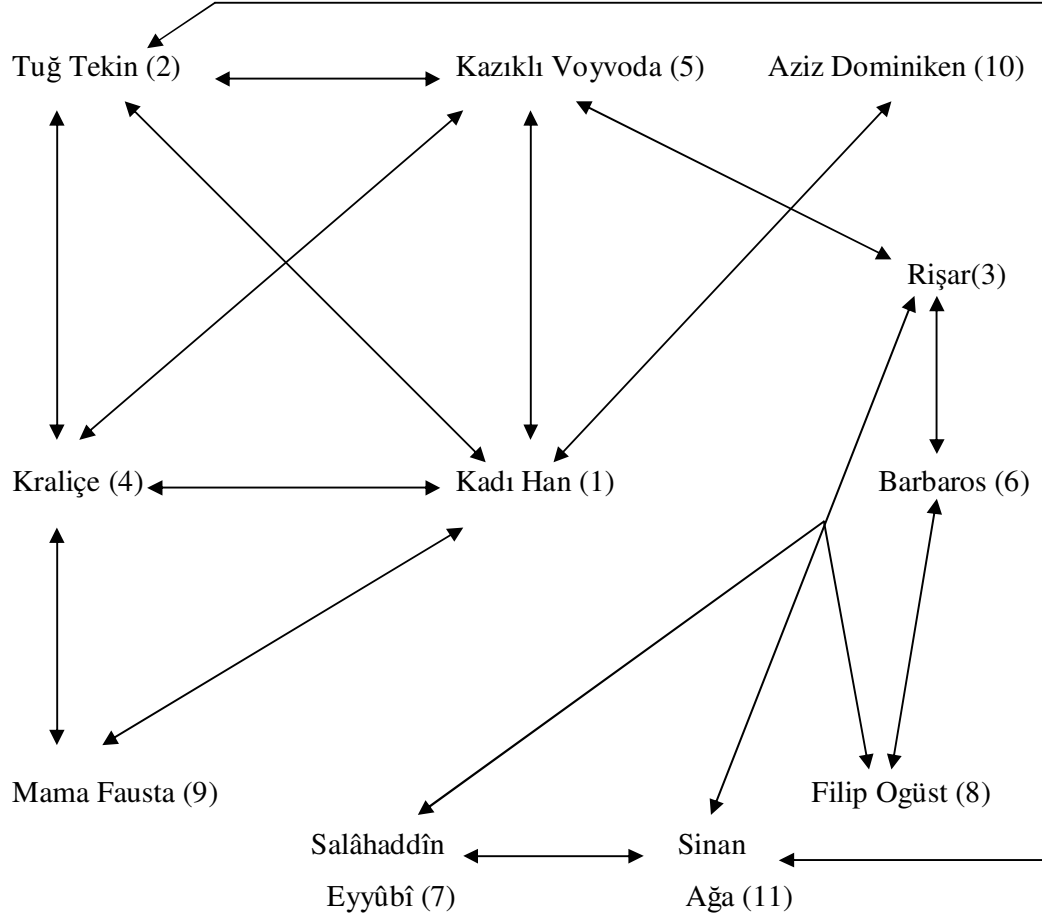 Tuğ Tekin (2)
Kazıklı Voyvoda (5)
Aziz Dominiken (10)
Rişar(3)
Kraliçe (4)
Kadı Han (1)
Barbaros (6)
Mama Fausta (9)
Filip Ogüst (8)
Salâhaddîn
Eyyûbî (7)
Sinan
Ağa (11)